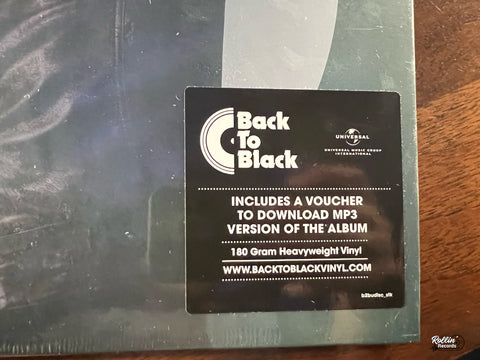 Back
To
Black
UNIVERSAL
UNIVERSAL MUSIC GROUP
INTERNATIONAL
INCLUDES A VOUCHER
TO DOWNLOAD MP3
VERSION OF THE ALBUM
180 Gram Heavyweight Vinyl
WWW.BACKTOBLACKVINYL.COM
b2budlsc_stk
Rollin'
Records